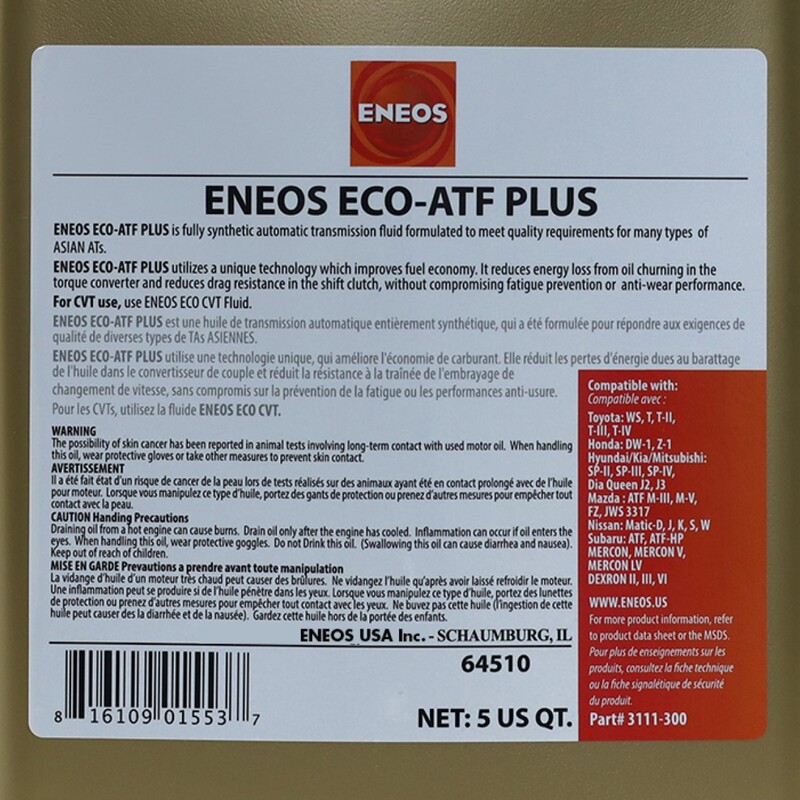 ENEOS
ENEOS ECO-ATF PLUS
ENEOS ECO-ATF PLUS is fully synthetic automatic transmission fluid formulated to meet quality requirements for many types of
ASIAN ATs.
ENEOS ECO-ATF PLUS utilizes a unique technology which improves fuel economy. It reduces energy loss from oil churning in the
torque converter and reduces drag resistance in the shift clutch, without compromising fatigue prevention or anti-wear performance.
For CVT use, use ENEOS ECO CVT Fluid.
ENEOS ECO-ATF PLUS est une huile de transmission automatique entièrement synthétique, qui a été formulée pour répondre aux exigences de
qualité de diverses types de TAs ASIENNES.
ENEOS ECO-ATF PLUS utilise une technologie unique, qui améliore l'économie de carburant. Elle réduit les pertes d'énergie dues au barattage
de l'huile dans le convertisseur de couple et réduit la résistance à la traînée de l'embrayage de
changement de vitesse, sans compromis sur la prévention de la fatigue ou les performances anti-usure.
Pour les CVTs, utilisez la fluide ENEOS ECO CVT.
WARNING
The possibility of skin cancer has been reported in animal tests involving long-term contact with used motor oil. When handling
this oil, wear protective gloves or take other measures to prevent skin contact.
AVERTISSEMENT
Il a été fait état d'un risque de cancer de la peau lors de tests réalisés sur des animaux ayant été en contact prolongé avec de l'huile
pour moteur. Lorsque vous manipulez ce type d'huile, portez des gants de protection ou prenez d'autres mesures pour empêcher tout
contact avec la peau.
CAUTION Handing Precautions
Draining oil from a hot engine can cause burns. Drain oil only after the engine has cooled. Inflammation can occur if oil enters the
eyes. When handling this oil, wear protective goggles. Do not Drink this oil. (Swallowing this oil can cause diarrhea and nausea).
Keep out of reach of children.
MISE EN GARDE Prevautions a prendre avant toute manipulation
La vidange d'huile d'un moteur très chaud peut causer des brûlures. Ne vidangez l'huile qu'après avoir laissé refroidir le moteur.
Une inflammation peut se produire si de l'huile pénètre dans les yeux. Lorsque vous manipulez ce type d'huile, portez des lunettes
de protection ou prenez d'autres mesures pour empêcher tout contact avec les yeux. Ne buvez pas cette huile (l'ingestion de cette
huile peut causer des la diarrhée et de la nausée). Gardez cette huile hors de la portée des enfants.
ENEOS USA Inc. - SCHAUMBURG, IL
64510
8 16109 01553 7
NET: 5 US QT.
Compatible with:
Compatible avec :
Toyota: WS, T, T-II,
T-III, T-IV
Honda: DW-1, Z-1
Hyundai/Kia/Mitsubishi:
SP-II, SP-III, SP-IV,
Dia Queen J2, J3
Mazda : ATF M-III, M-V,
FZ, JWS 3317
Nissan: Matic-D, J, K, S, W
Subaru: ATF, ATF-HP
MERCON, MERCON V,
MERCON LV
DEXRON II, III, VI
WWW.ENEOS.US
For more product information, refer
to product data sheet or the MSDS.
Pour plus de enseignements sur les
produits, consultez la fiche technique
ou la fiche signalétique de sécurité
du produit.
Part# 3111-300